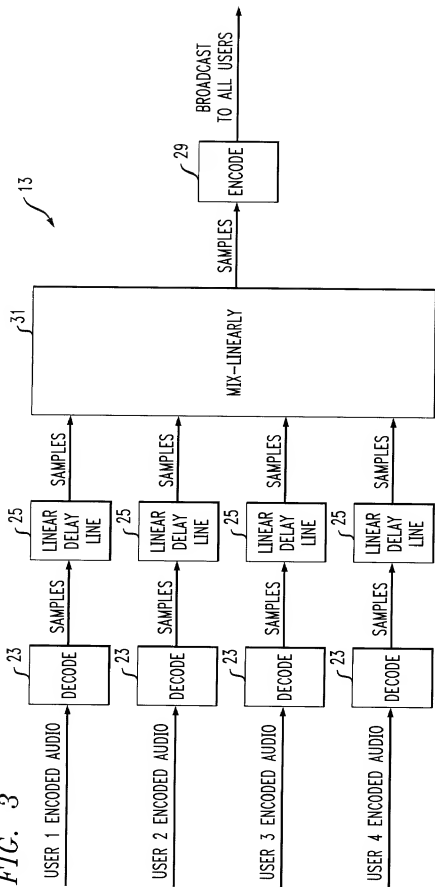 FIG. 3
13
USER 1 ENCODED AUDIO
23
DECODE
SAMPLES
25
LINEAR
DELAY
LINE
SAMPLES
USER 2 ENCODED AUDIO
23
DECODE
SAMPLES
25
LINEAR
DELAY
LINE
SAMPLES
USER 3 ENCODED AUDIO
23
DECODE
SAMPLES
25
LINEAR
DELAY
LINE
SAMPLES
USER 4 ENCODED AUDIO
23
DECODE
SAMPLES
25
LINEAR
DELAY
LINE
SAMPLES
31
MIX-LINEARLY
SAMPLES
29
ENCODE
BROADCAST
TO ALL USERS